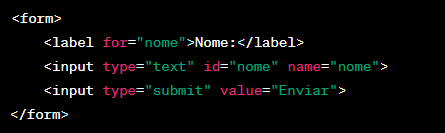 <form>
    <label for="nome">Nome:</label>
    <input type="text" id="nome" name="nome">
    <input type="submit" value="Enviar">
</form>